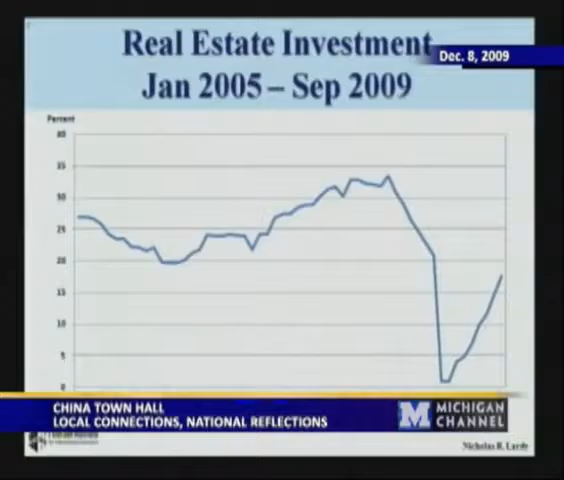 Real Estate Investment
Jan 2005 – Sep 2009
Dec. 8, 2009
Percent
40
35
30
25
20
15
10
5
0
CHINA TOWN HALL
LOCAL CONNECTIONS, NATIONAL REFLECTIONS
M MICHIGAN
CHANNEL
Nicholas R. Lardy